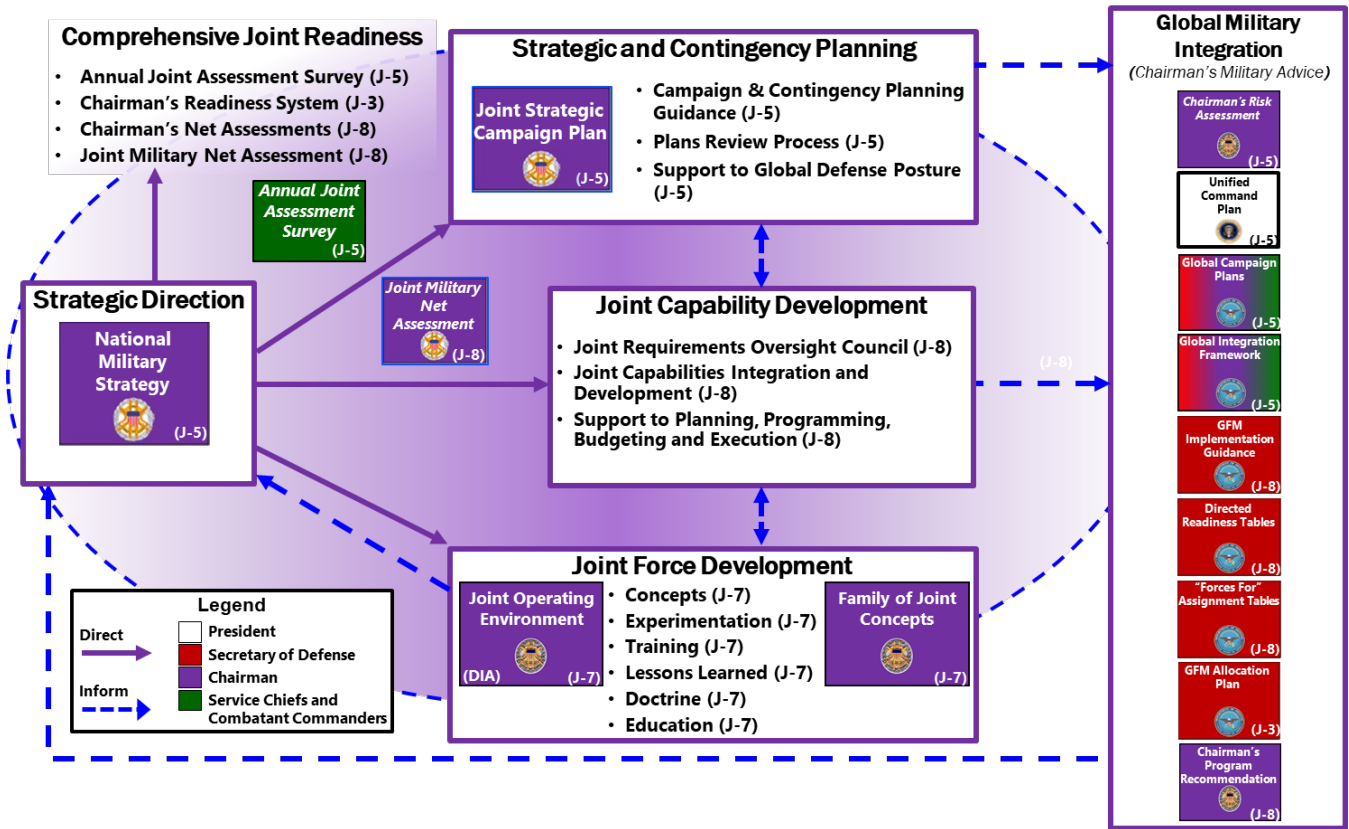 Comprehensive Joint Readiness
• Annual Joint Assessment Survey (J-5)
• Chairman's Readiness System (J-3)
• Chairman's Net Assessments (J-8)
• Joint Military Net Assessment (J-8)
Annual Joint
Assessment
Survey
(J-5)
Strategic and Contingency Planning
Joint Strategic
Campaign Plan
(J-5)
• Campaign & Contingency Planning
Guidance (J-5)
• Plans Review Process (J-5)
• Support to Global Defense Posture
(J-5)
Strategic Direction
National
Military
Strategy
(J-5)
Joint Military
Net
Assessment
(J-8)
Joint Capability Development
• Joint Requirements Oversight Council (J-8)
• Joint Capabilities Integration and
Development (J-8)
• Support to Planning, Programming,
Budgeting and Execution (J-8)
(J-8)
Joint Force Development
Joint Operating
Environment
(DIA)
(J-7)
• Concepts (J-7)
• Experimentation (J-7)
• Training (J-7)
• Lessons Learned (J-7)
• Doctrine (J-7)
• Education (J-7)
Family of Joint
Concepts
(J-7)
Legend
Direct
Inform
President
Secretary of Defense
Chairman
Service Chiefs and
Combatant Commanders
Global Military
Integration
(Chairman's Military Advice)
Chairman's Risk
Assessment
(J-5)
Unified
Command
Plan
(J-5)
Global Campaign
Plans
(J-5)
Global Integration
Framework
(J-5)
GFM
Implementation
Guidance
(J-8)
Directed
Readiness Tables
(J-8)
"Forces For"
Assignment Tables
(J-8)
GFM Allocation
Plan
(J-3)
Chairman's
Program
Recommendation
(J-8)